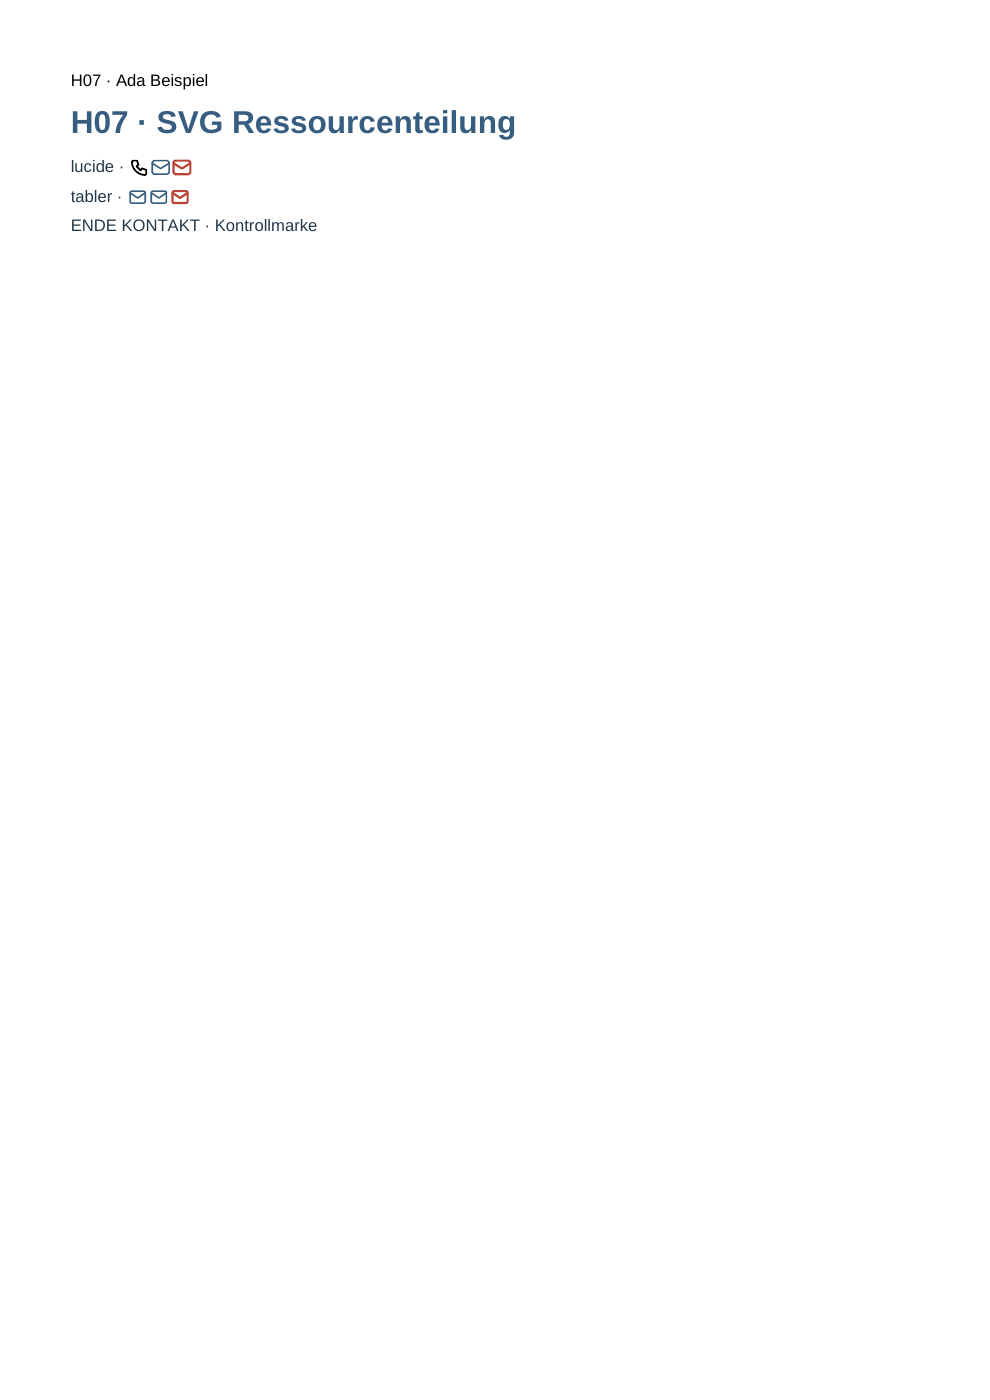 H07 · Ada Beispiel
H07 · SVG Ressourcenteilung
lucide ·
tabler ·
ENDE KONTAKT · Kontrollmarke